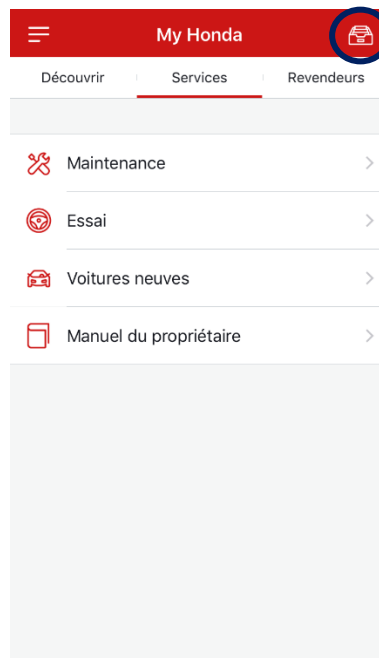 My Honda
Découvrir Services Revendeurs
Maintenance
Essai
Voitures neuves
Manuel du propriétaire